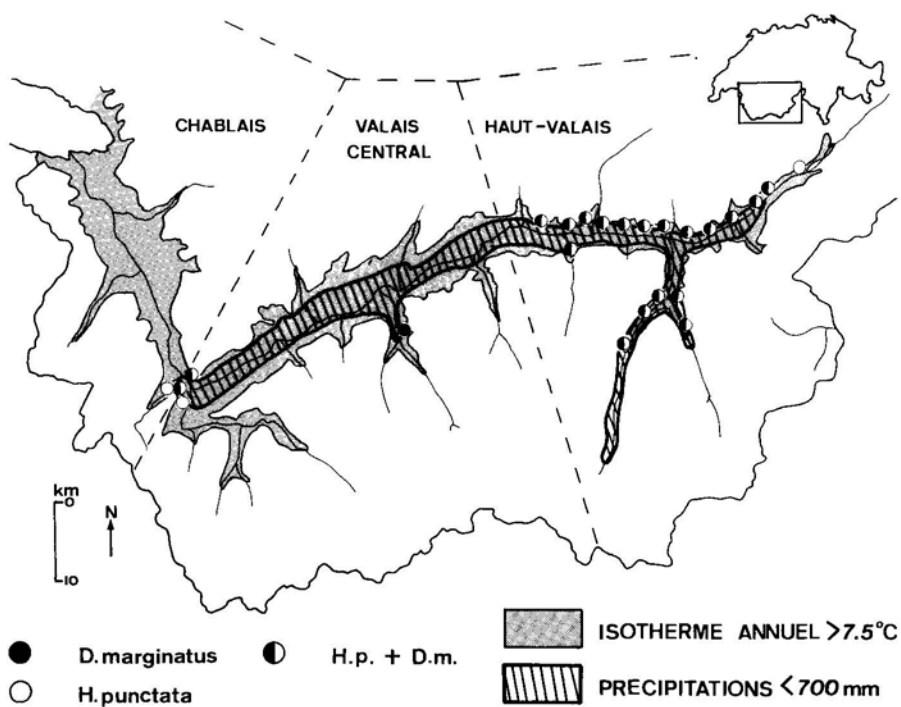 CHABLAIS
VALAIS
CENTRAL
HAUT-VALAIS
km
0
10
N
D.marginatus
H.p. + D.m.
H.punctata
ISOTHERME ANNUEL >7.5°C
PRECIPITATIONS <700 mm